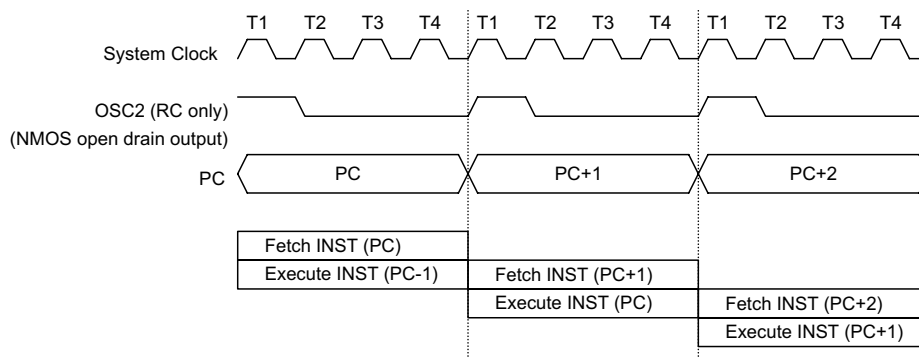 T1 T2 T3 T4 T1 T2 T3 T4 T1 T2 T3 T4
System Clock
OSC2 (RC only)
(NMOS open drain output)
PC PC PC+1 PC+2
Fetch INST (PC)
Execute INST (PC-1) Fetch INST (PC+1)
Execute INST (PC) Fetch INST (PC+2)
Execute INST (PC+1)